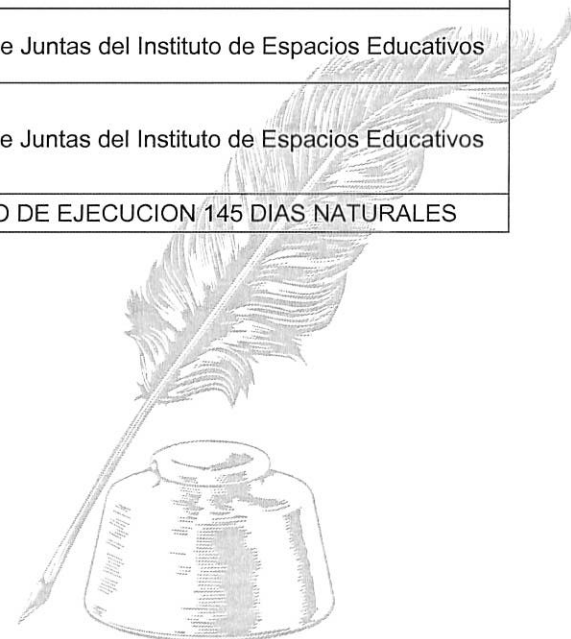 e Juntas del Instituto de Espacios Educativos
e Juntas del Instituto de Espacios Educativos
O DE EJECUCION 145 DIAS NATURALES